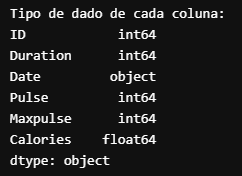 Tipo de dado de cada coluna:
ID             int64
Duration       int64
Date          object
Pulse          int64
Maxpulse       int64
Calories    float64
dtype: object